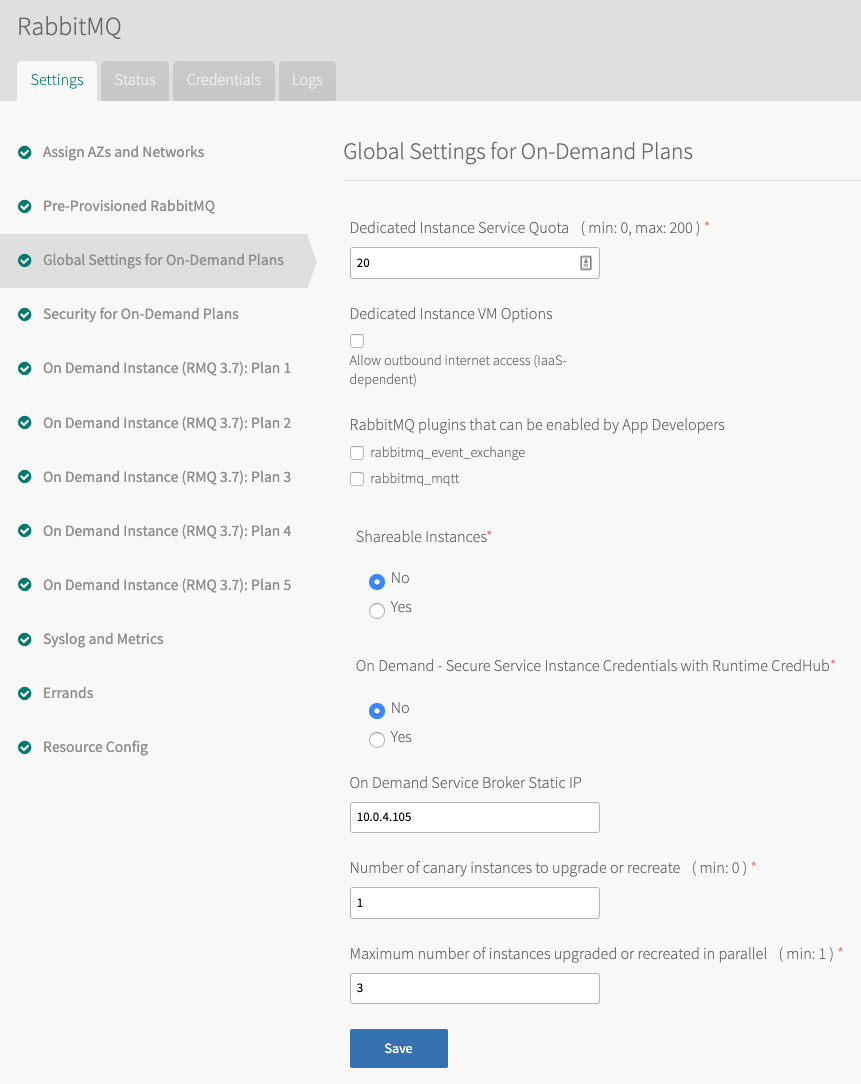 RabbitMQ
Settings
Status
Credentials
Logs
Assign AZs and Networks
Pre-Provisioned RabbitMQ
Global Settings for On-Demand Plans
Security for On-Demand Plans
On Demand Instance (RMQ 3.7): Plan 1
On Demand Instance (RMQ 3.7): Plan 2
On Demand Instance (RMQ 3.7): Plan 3
On Demand Instance (RMQ 3.7): Plan 4
On Demand Instance (RMQ 3.7): Plan 5
Syslog and Metrics
Errands
Resource Config
Global Settings for On-Demand Plans
Dedicated Instance Service Quota ( min: 0, max: 200 ) *
20
Dedicated Instance VM Options
Allow outbound internet access (IaaS-
dependent)
RabbitMQ plugins that can be enabled by App Developers
rabbitmq_event_exchange
rabbitmq_mqtt
Shareable Instances*
No
Yes
On Demand - Secure Service Instance Credentials with Runtime CredHub*
No
Yes
On Demand Service Broker Static IP
10.0.4.105
Number of canary instances to upgrade or recreate ( min: 0 ) *
1
Maximum number of instances upgraded or recreated in parallel ( min: 1 ) *
3
Save